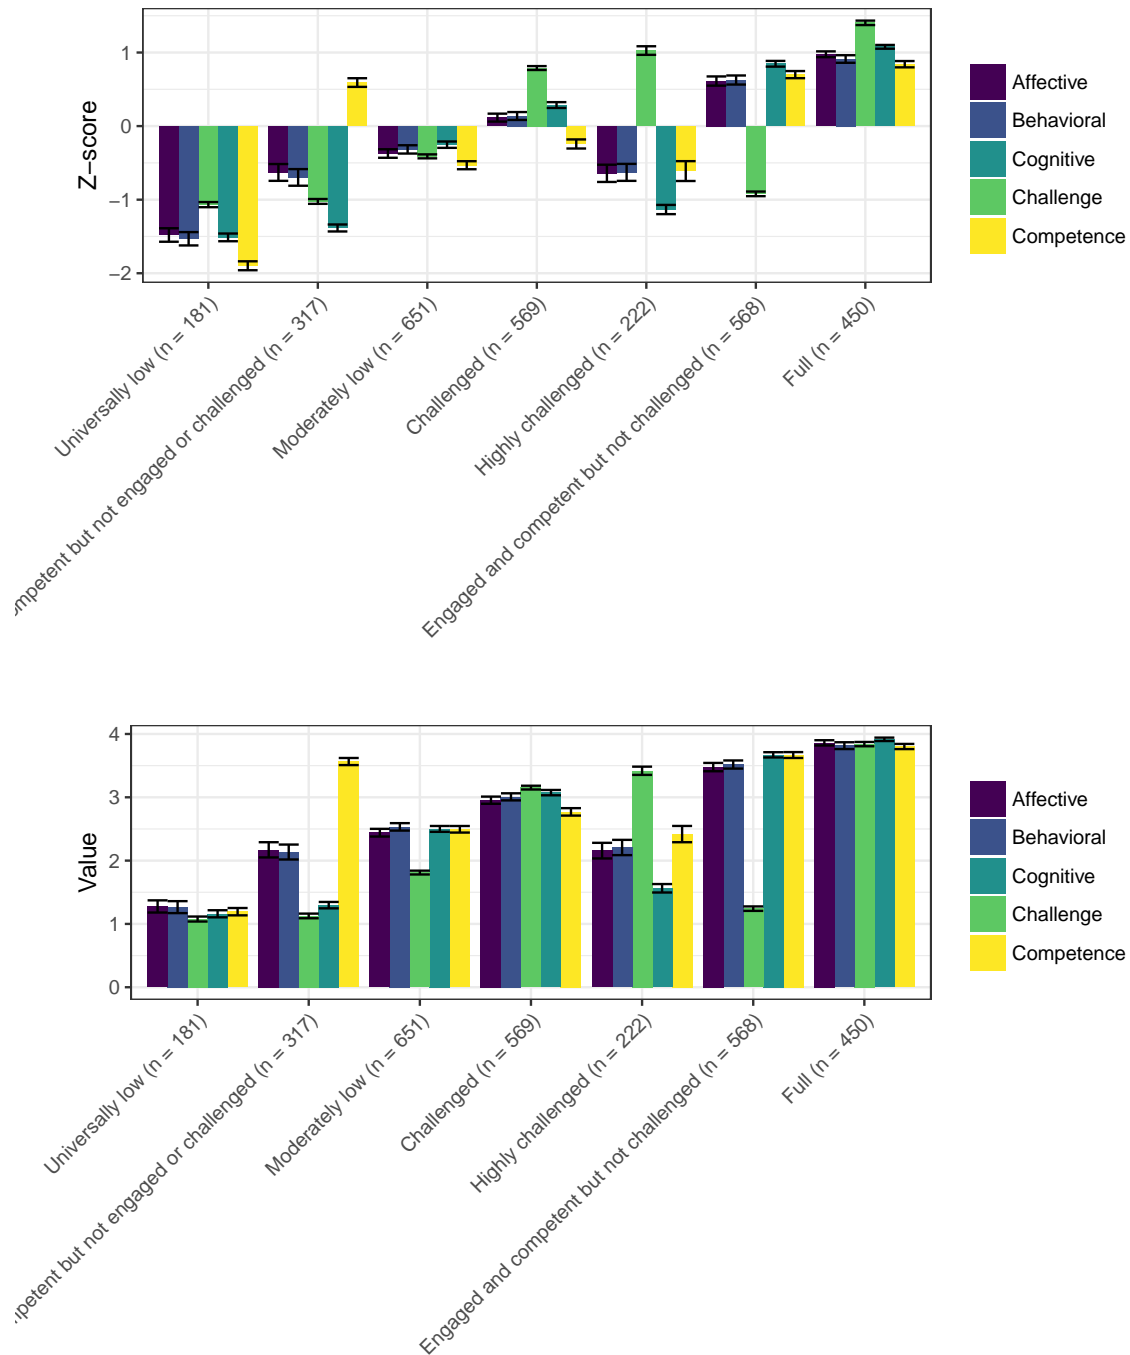 Z−score
1
0
−1
−2
Universally low (n = 181)
but not engaged or challenged (n = 317)
Moderately low (n = 651)
Challenged (n = 569)
Highly challenged (n = 222)
Engaged and competent but not challenged (n = 568)
Full (n = 450)
Affective
Behavioral
Cognitive
Challenge
Competence
Value
4
3
2
1
0
Universally low (n = 181)
but not engaged or challenged (n = 317)
Moderately low (n = 651)
Challenged (n = 569)
Highly challenged (n = 222)
Engaged and competent but not challenged (n = 568)
Full (n = 450)
Affective
Behavioral
Cognitive
Challenge
Competence